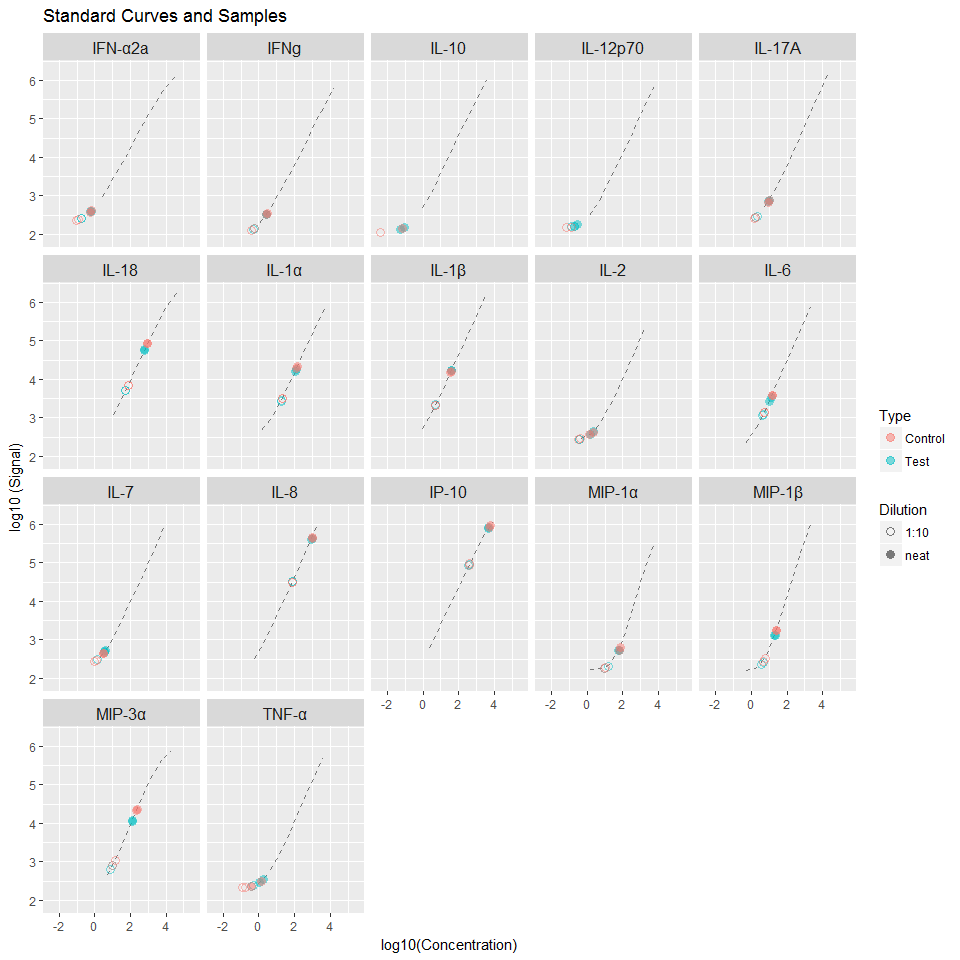 Standard Curves and Samples
IFN-α2a IFNg IL-10 IL-12p70 IL-17A
6
5
4
3
2
IL-18 IL-1α IL-1β IL-2 IL-6
6
5
4
3
2
log10 (Signal)
IL-7 IL-8 IP-10 MIP-1α MIP-1β
6
5
4
3
2
-2 0 2 4 -2 0 2 4 -2 0 2 4
MIP-3α TNF-α
6
5
4
3
2
-2 0 2 4 -2 0 2 4
log10(Concentration)
Type
Control
Test
Dilution
1:10
neat